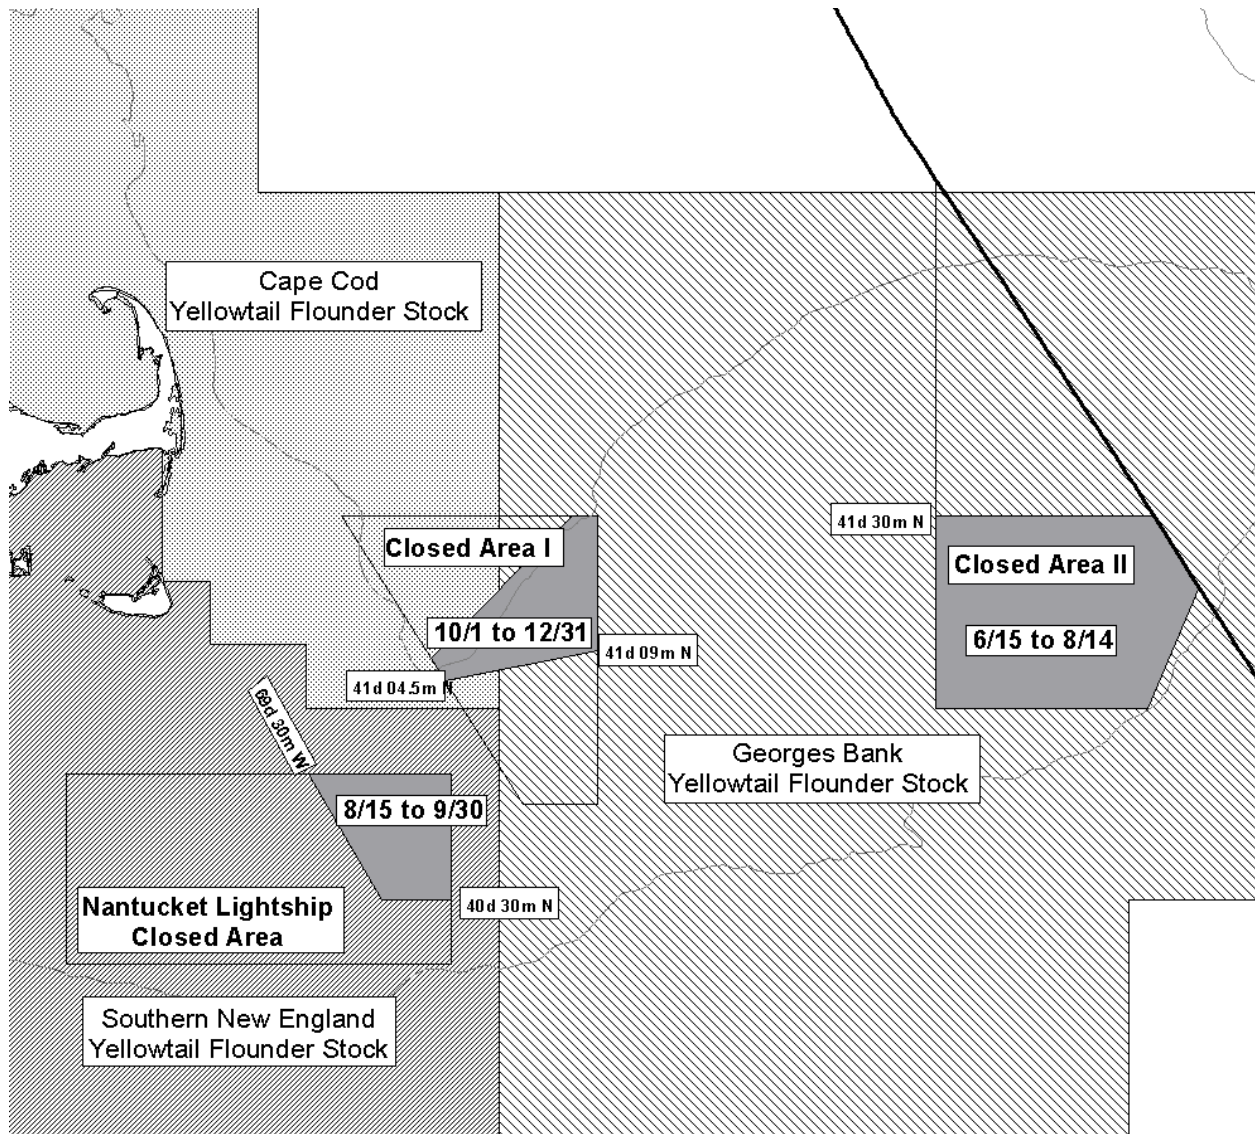 Cape Cod
Yellowtail Flounder Stock
41d 30m N
Closed Area I
Closed Area II
10/1 to 12/31
6/15 to 8/14
41d 09m N
41d 04.5m N
69d 30m W
Georges Bank
Yellowtail Flounder Stock
8/15 to 9/30
Nantucket Lightship
Closed Area
40d 30m N
Southern New England
Yellowtail Flounder Stock